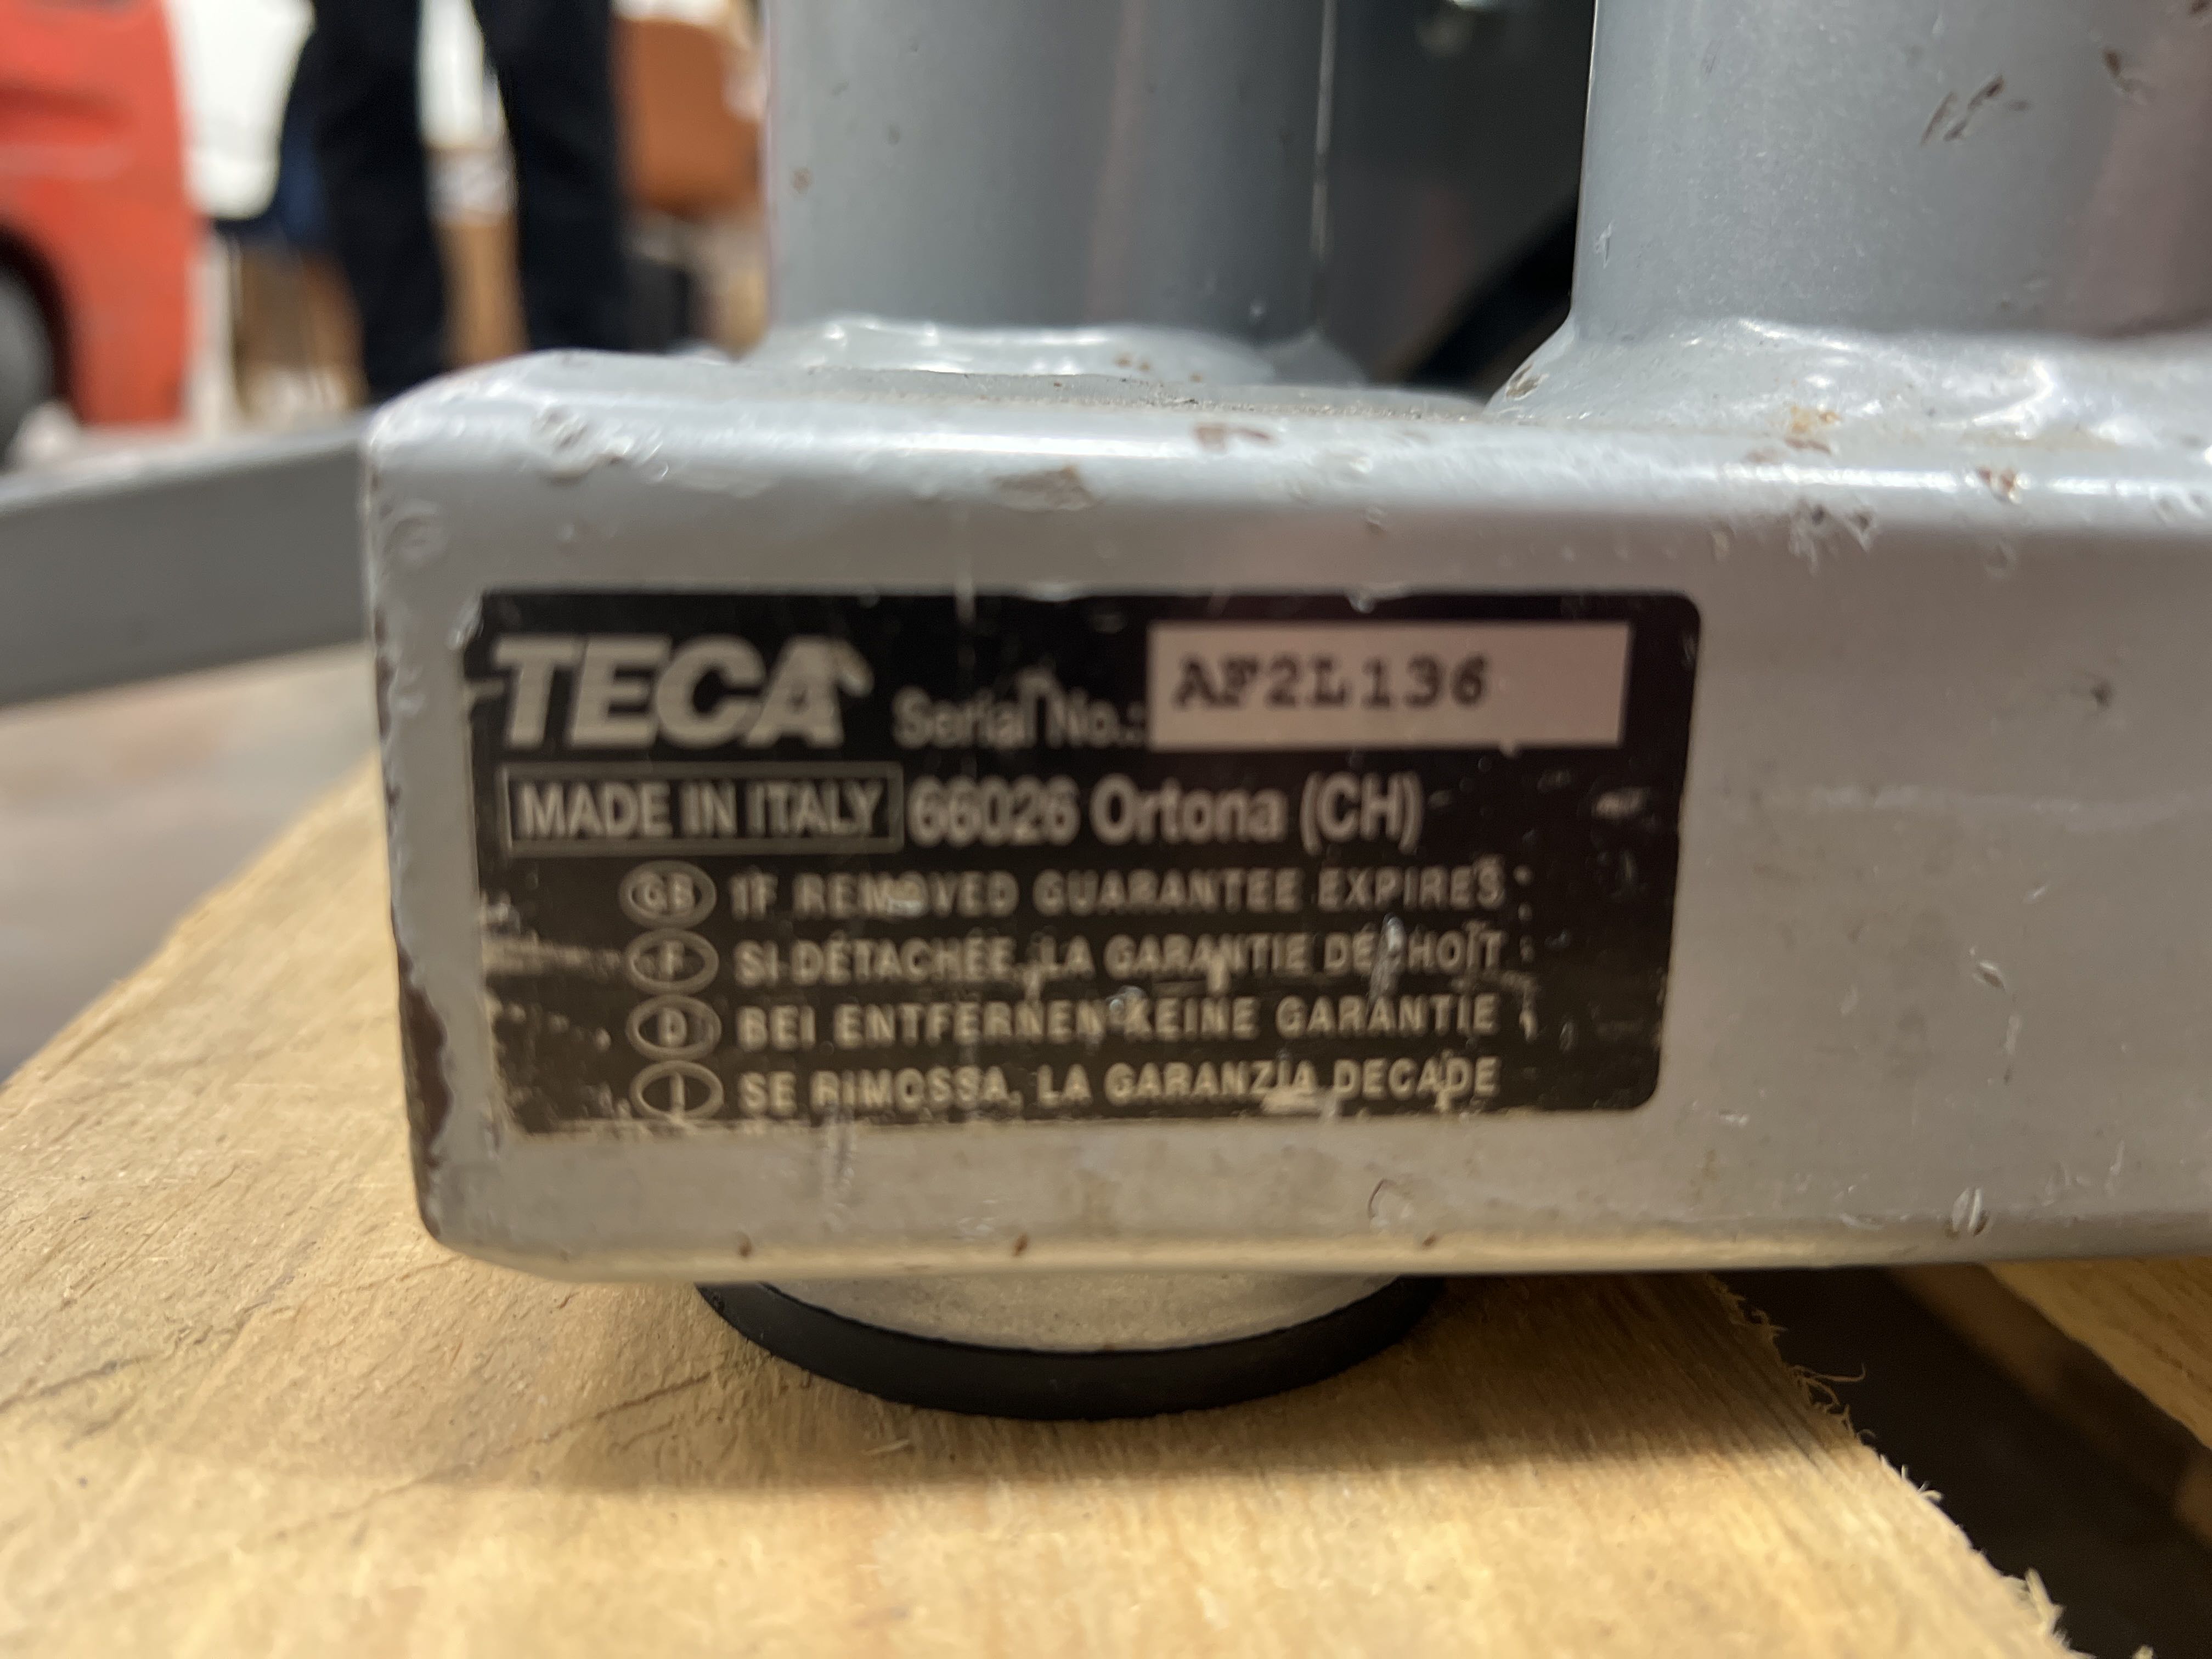 TECA Serial No.: AF2L136
MADE IN ITALY 66026 Ortona (CH)
GB IF REMOVED GUARANTEE EXPIRES
F SI DÉTACHÉE, LA GARANTIE DÉCHOÎT
D BEI ENTFERNEN KEINE GARANTIE
I SE RIMOSSA, LA GARANZIA DECADE